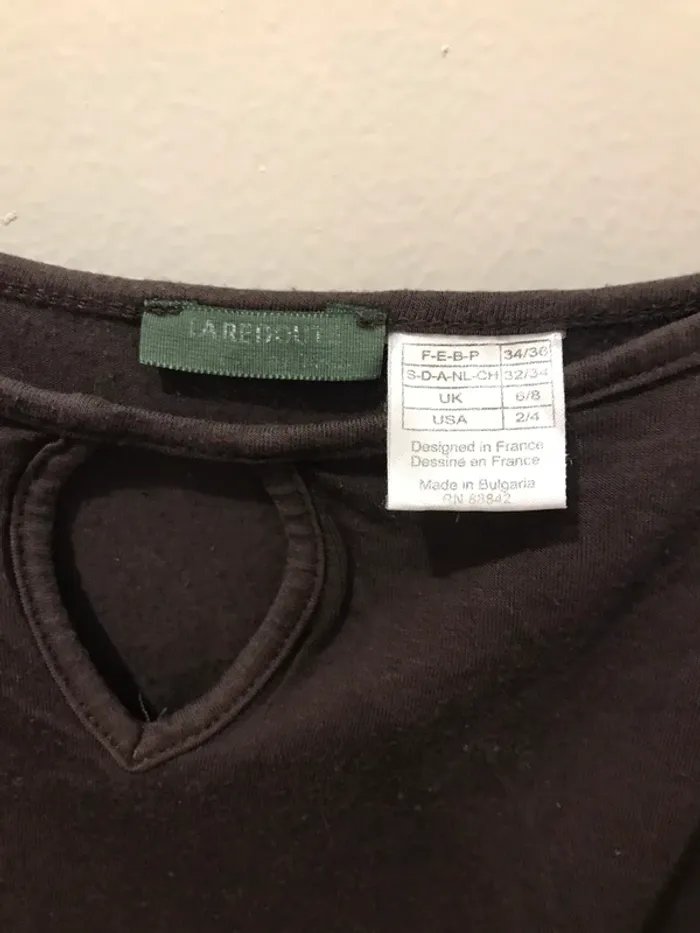 LA REDOUTE
F-E-B-P 34/36
S-D-A-NL-CH 32/34
UK 6/8
USA 2/4
Designed in France
Dessiné en France
Made in Bulgaria
RN 88842